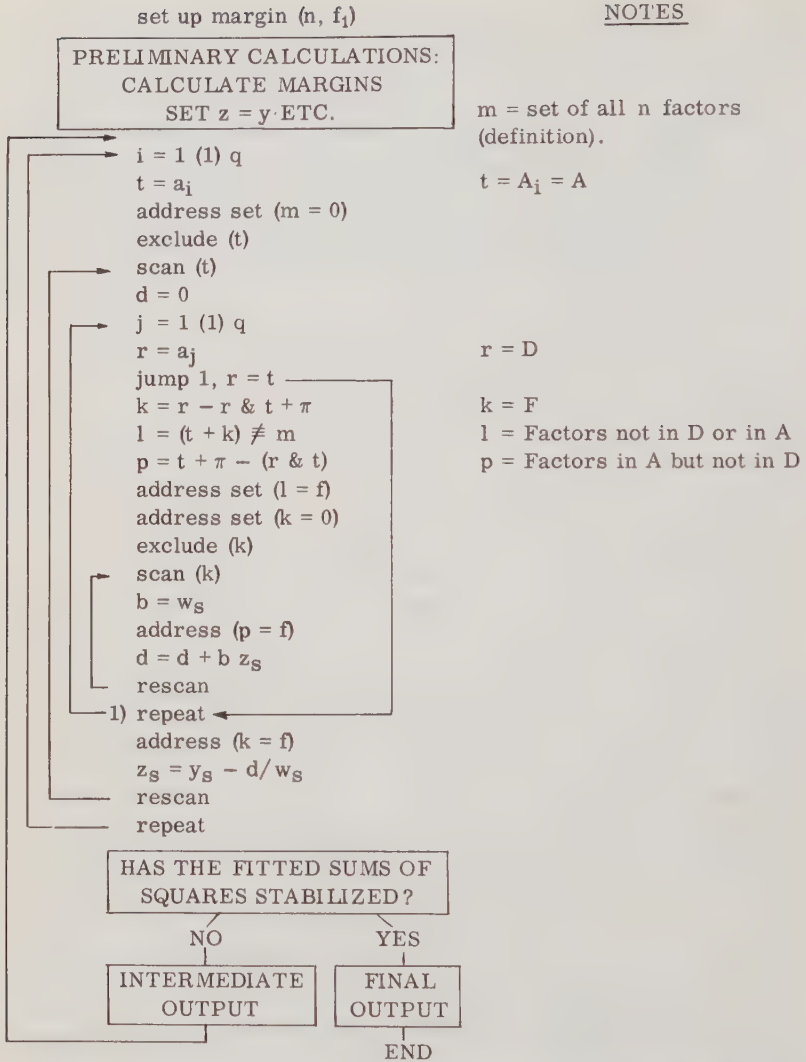 set up margin (n, f₁)
NOTES
PRELIMINARY CALCULATIONS:
CALCULATE MARGINS
SET z = y·ETC.
m = set of all n factors
(definition).
i = 1 (1) q
t = aᵢ
t = Aᵢ = A
address set (m = 0)
exclude (t)
scan (t)
d = 0
j = 1 (1) q
r = aⱼ
r = D
jump 1, r = t
k = r − r & t + π
k = F
l = (t + k) ≢ m
l = Factors not in D or in A
p = t + π − (r & t)
p = Factors in A but not in D
address set (l = f)
address set (k = 0)
exclude (k)
scan (k)
b = wₛ
address (p = f)
d = d + b zₛ
rescan
1) repeat
address (k = f)
zₛ = yₛ − d/wₛ
rescan
repeat
HAS THE FITTED SUMS OF
SQUARES STABILIZED?
NO
YES
INTERMEDIATE
OUTPUT
FINAL
OUTPUT
END